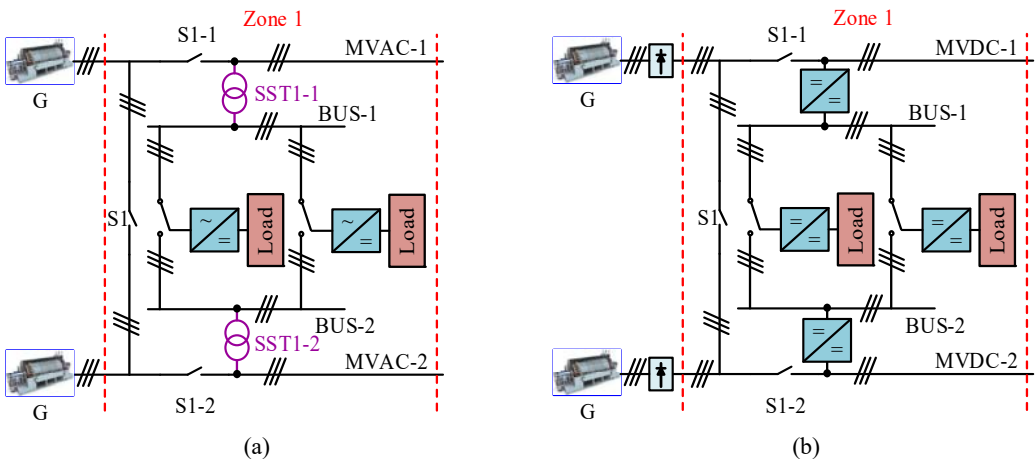 Zone 1
S1-1
MVAC-1
G
SST1-1
BUS-1
S1
~
=
Load
~
=
Load
BUS-2
SST1-2
MVAC-2
G
S1-2
(a)
Zone 1
S1-1
MVDC-1
G
=
=
BUS-1
S1
=
=
Load
=
=
Load
BUS-2
=
=
MVDC-2
G
S1-2
(b)